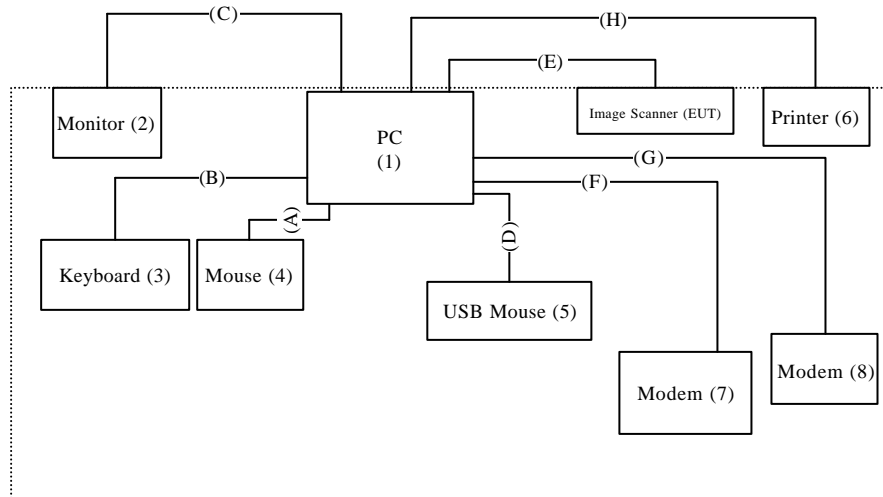 (C)
(H)
(E)
Monitor (2)
PC
(1)
Image Scanner (EUT)
Printer (6)
(G)
(B)
(F)
(A)
(D)
Keyboard (3)
Mouse (4)
USB Mouse (5)
Modem (8)
Modem (7)